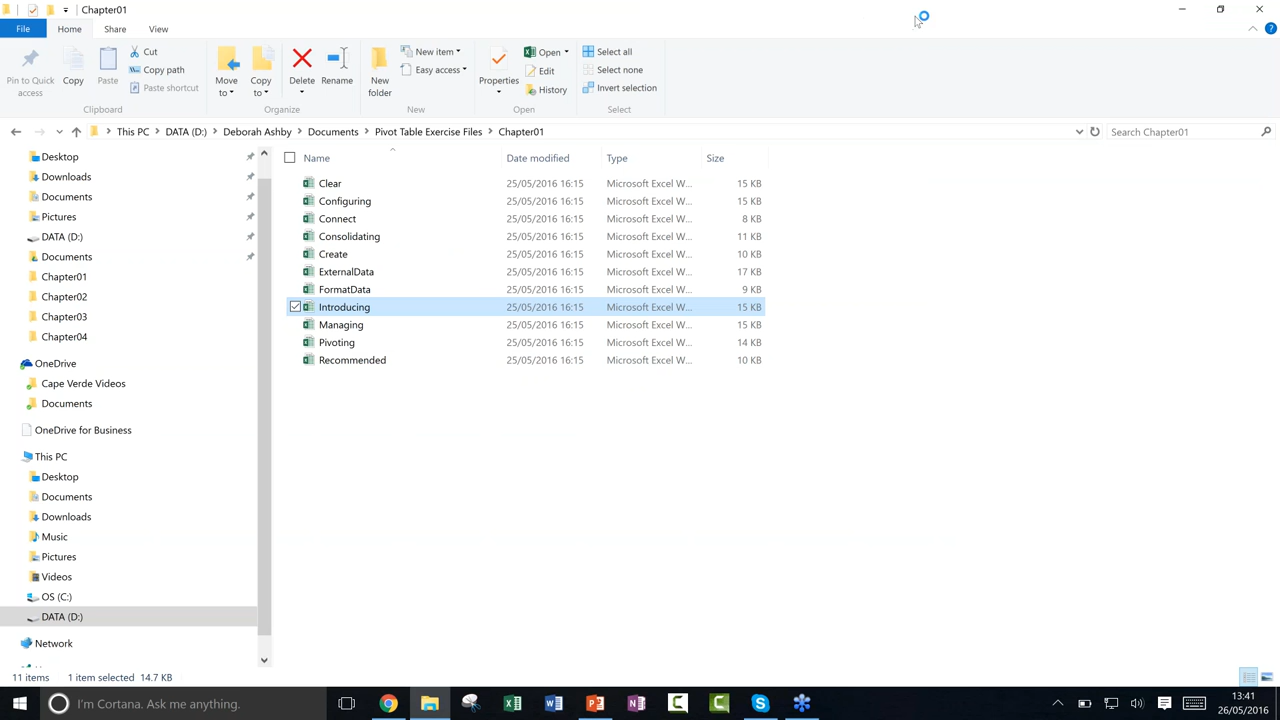 Chapter01
File Home Share View
Pin to Quick access
Copy
Paste
Cut
Copy path
Paste shortcut
Clipboard
Move to
Copy to
Delete
Rename
Organize
New folder
New item
Easy access
New
Properties
Open
Edit
History
Open
Select all
Select none
Invert selection
Select
This PC > DATA (D:) > Deborah Ashby > Documents > Pivot Table Exercise Files > Chapter01
Search Chapter01
Desktop
Downloads
Documents
Pictures
DATA (D:)
Documents
Chapter01
Chapter02
Chapter03
Chapter04
OneDrive
Cape Verde Videos
Documents
OneDrive for Business
This PC
Desktop
Documents
Downloads
Music
Pictures
Videos
OS (C:)
DATA (D:)
Network
Name Date modified Type Size
Clear 25/05/2016 16:15 Microsoft Excel W... 15 KB
Configuring 25/05/2016 16:15 Microsoft Excel W... 15 KB
Connect 25/05/2016 16:15 Microsoft Excel W... 8 KB
Consolidating 25/05/2016 16:15 Microsoft Excel W... 11 KB
Create 25/05/2016 16:15 Microsoft Excel W... 10 KB
ExternalData 25/05/2016 16:15 Microsoft Excel W... 17 KB
FormatData 25/05/2016 16:15 Microsoft Excel W... 9 KB
Introducing 25/05/2016 16:15 Microsoft Excel W... 15 KB
Managing 25/05/2016 16:15 Microsoft Excel W... 15 KB
Pivoting 25/05/2016 16:15 Microsoft Excel W... 14 KB
Recommended 25/05/2016 16:15 Microsoft Excel W... 10 KB
11 items 1 item selected 14.7 KB
I'm Cortana. Ask me anything.
13:41
26/05/2016